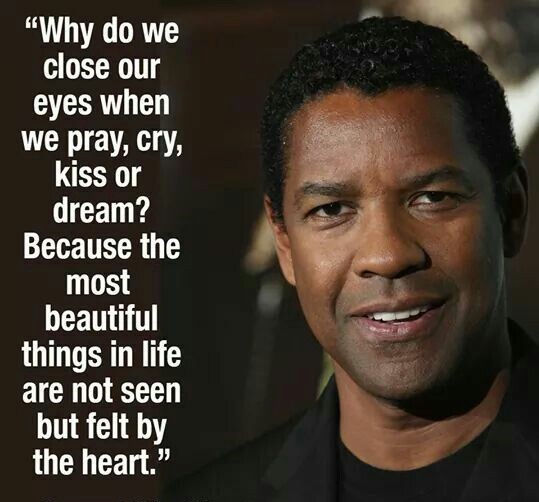 “Why do we
close our
eyes when
we pray, cry,
kiss or
dream?
Because the
most
beautiful
things in life
are not seen
but felt by
the heart.”